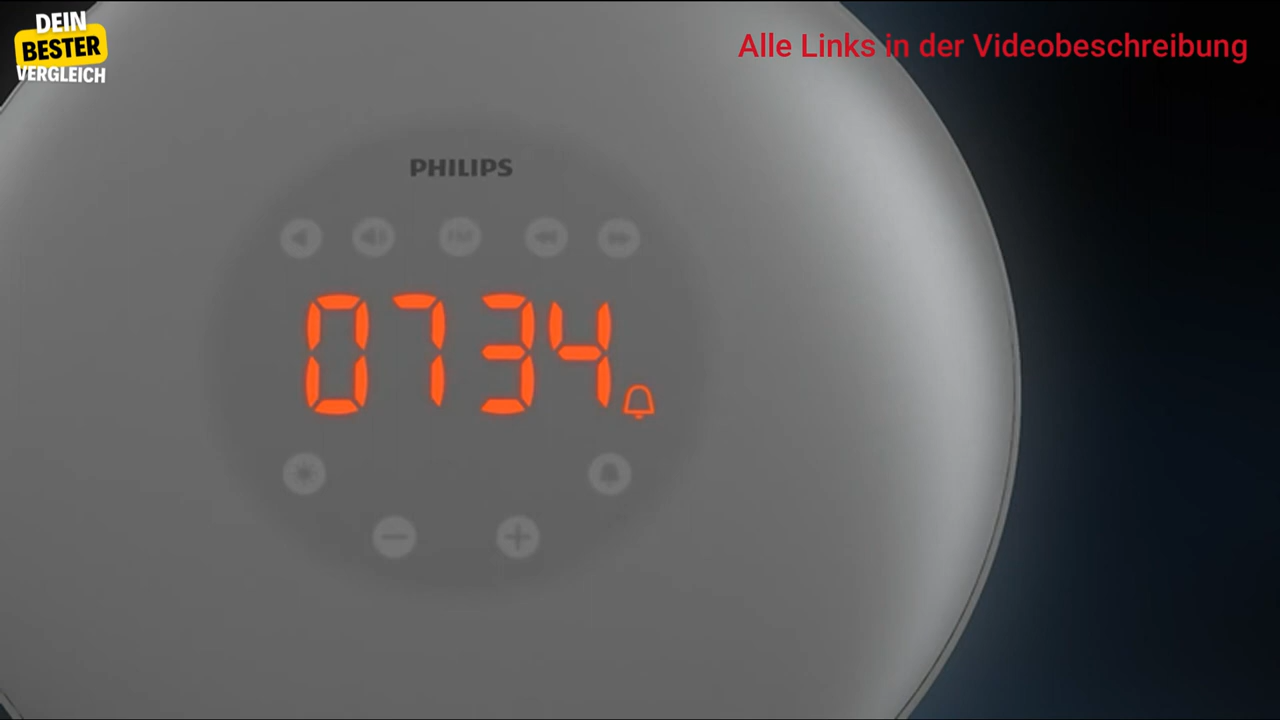 DEIN
BESTER
VERGLEICH
Alle Links in der Videobeschreibung
PHILIPS
0734